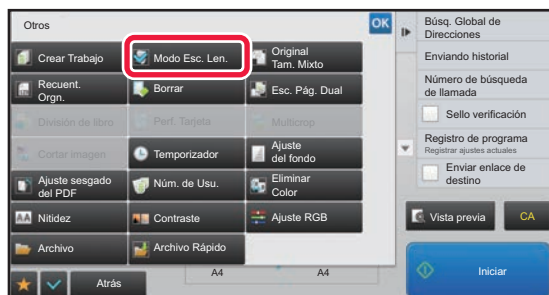 Otros
OK
Crear Trabajo
Modo Esc. Len.
Original
Tam. Mixto
Recuent.
Orgn.
Borrar
Esc. Pág. Dual
División de libro
Perf. Tarjeta
Multicrop
Cortar imagen
Temporizador
Ajuste
del fondo
Ajuste sesgado
del PDF
Núm. de Usu.
Eliminar
Color
AA Nitidez
Contraste
Ajuste RGB
Archivo
Archivo Rápido
Atrás
A4
A4
Búsq. Global de
Direcciones
Enviando historial
Número de búsqueda
de llamada
Sello verificación
Registro de programa
Registrar ajustes actuales
Enviar enlace de
destino
Vista previa
CA
Iniciar